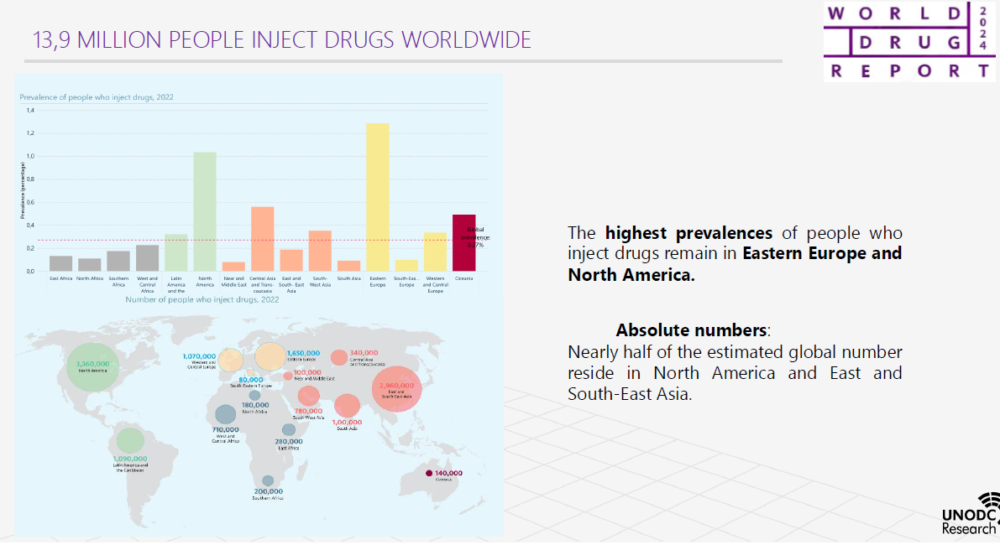 13,9 MILLION PEOPLE INJECT DRUGS WORLDWIDE
WORLD
DRUG
REPORT
2024
Prevalence of people who inject drugs, 2022
Prevalence (percentage)
1,4
1,2
1,0
0,8
0,6
0,4
0,2
0,0
Global
prevalence:
0,27%
East Africa
North Africa
Southern
Africa
West and
Central
Africa
Latin
America
and the
North
America
Near and
Middle East
Central Asia
and Trans-
caucasia
East and
South- East
Asia
South-
West Asia
South Asia
Eastern
Europe
South-Eas...
Europe
Western
and Central
Europe
Oceania
Number of people who inject drugs, 2022
3,360,000
North America
1,070,000
Western and
Central Europe
1,650,000
Eastern Europe
340,000
Central Asia
and Transcaucasia
80,000
South-Eastern Europe
100,000
Near and Middle East
2,960,000
East and
South-East Asia
180,000
North Africa
780,000
South West Asia
1,00,000
South Asia
710,000
West and
Central Africa
280,000
East Africa
1,090,000
Latin America and
the Caribbean
200,000
Southern Africa
140,000
Oceania
The highest prevalences of people who
inject drugs remain in Eastern Europe and
North America.
Absolute numbers:
Nearly half of the estimated global number
reside in North America and East and
South-East Asia.
UNODC
Research